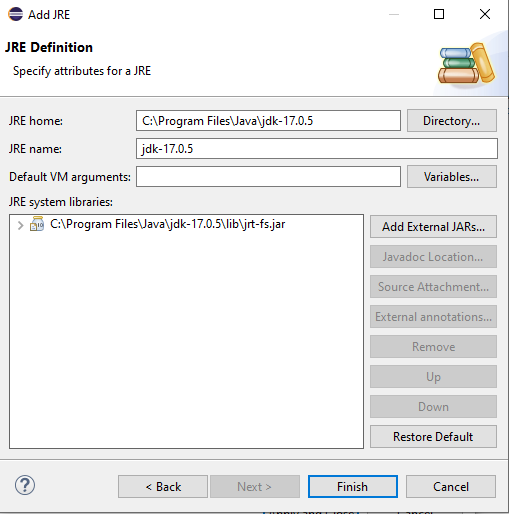 Add JRE
JRE Definition
Specify attributes for a JRE
JRE home:
C:\Program Files\Java\jdk-17.0.5
Directory...
JRE name:
jdk-17.0.5
Default VM arguments:
Variables...
JRE system libraries:
C:\Program Files\Java\jdk-17.0.5\lib\jrt-fs.jar
Add External JARs...
Javadoc Location...
Source Attachment...
External annotations...
Remove
Up
Down
Restore Default
?
< Back
Next >
Finish
Cancel